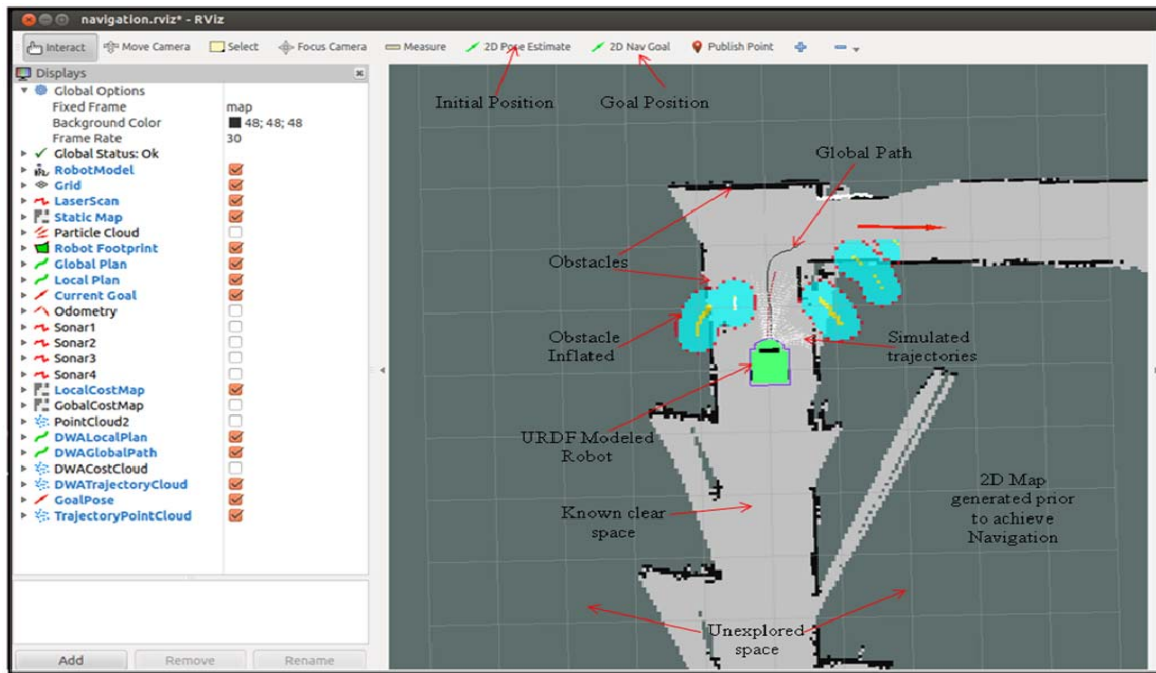 navigation.rviz* - RViz
Interact Move Camera Select Focus Camera Measure 2D Pose Estimate 2D Nav Goal Publish Point
Displays
Global Options
Fixed Frame map
Background Color 48; 48; 48
Frame Rate 30
Global Status: Ok
RobotModel
Grid
LaserScan
Static Map
Particle Cloud
Robot Footprint
Global Plan
Local Plan
Current Goal
Odometry
Sonar1
Sonar2
Sonar3
Sonar4
LocalCostMap
GobalCostMap
PointCloud2
DWALocalPlan
DWAGlobalPath
DWACostCloud
DWATrajectoryCloud
GoalPose
TrajectoryPointCloud
Add Remove Rename
Initial Position
Goal Position
Global Path
Obstacles
Obstacle
Inflated
Simulated
trajectories
URDF Modeled
Robot
Known clear
space
2D Map
generated prior
to achieve
Navigation
Unexplored
space